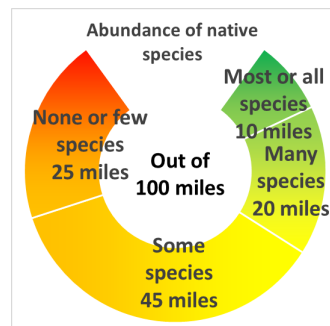 Abundance of native
species
Most or all
species
10 miles
Many
species
20 miles
Some
species
45 miles
None or few
species
25 miles
Out of
100 miles